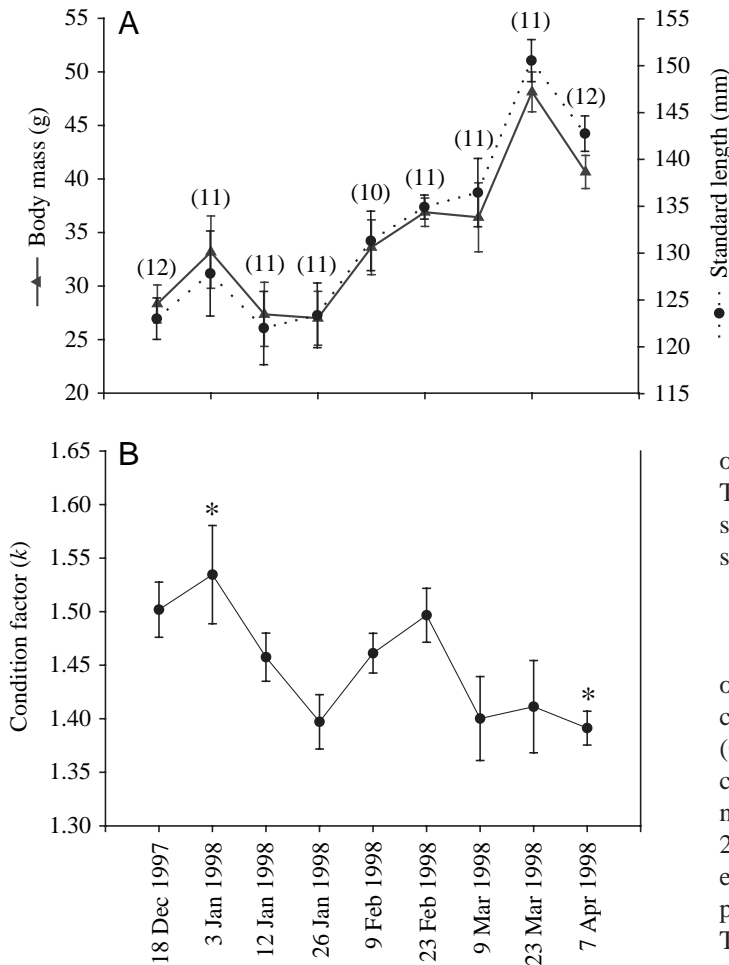 A
Body mass (g)
55
50
45
40
35
30
25
20
(12)
(11)
(11)
(11)
(10)
(11)
(11)
(11)
(12)
155
150
145
140
135
130
125
120
115
Standard length (mm)
B
Condition factor (k)
1.65
1.60
1.55
1.50
1.45
1.40
1.35
1.30
*
*
18 Dec 1997
3 Jan 1998
12 Jan 1998
26 Jan 1998
9 Feb 1998
23 Feb 1998
9 Mar 1998
23 Mar 1998
7 Apr 1998